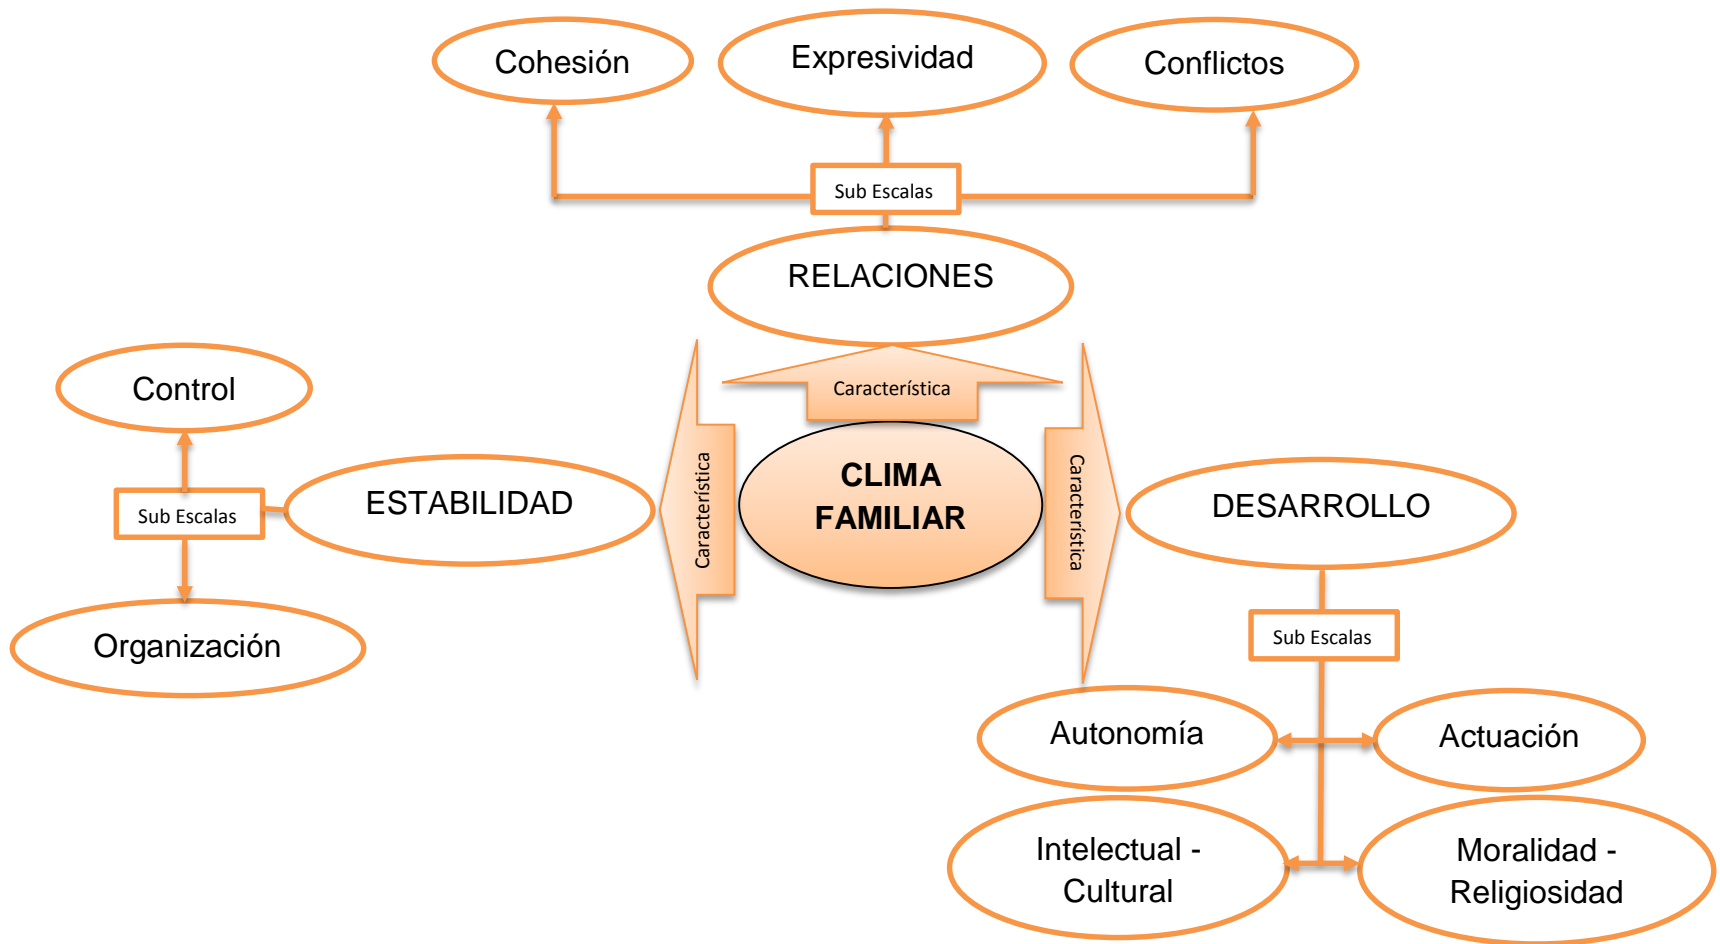 Cohesión
Expresividad
Conflictos
Sub Escalas
RELACIONES
Característica
Control
Sub Escalas
ESTABILIDAD
Organización
Característica
CLIMA
FAMILIAR
Característica
DESARROLLO
Sub Escalas
Autonomía
Actuación
Intelectual -
Cultural
Moralidad -
Religiosidad